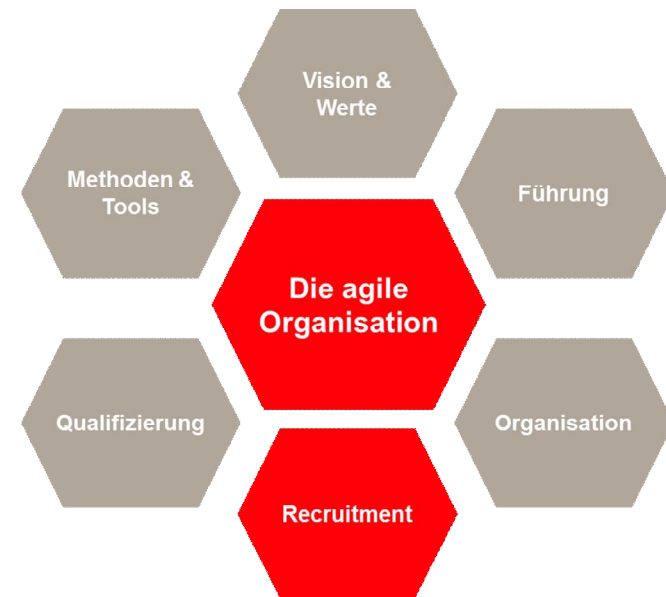 Vision &
Werte
Methoden &
Tools
Führung
Die agile
Organisation
Qualifizierung
Organisation
Recruitment